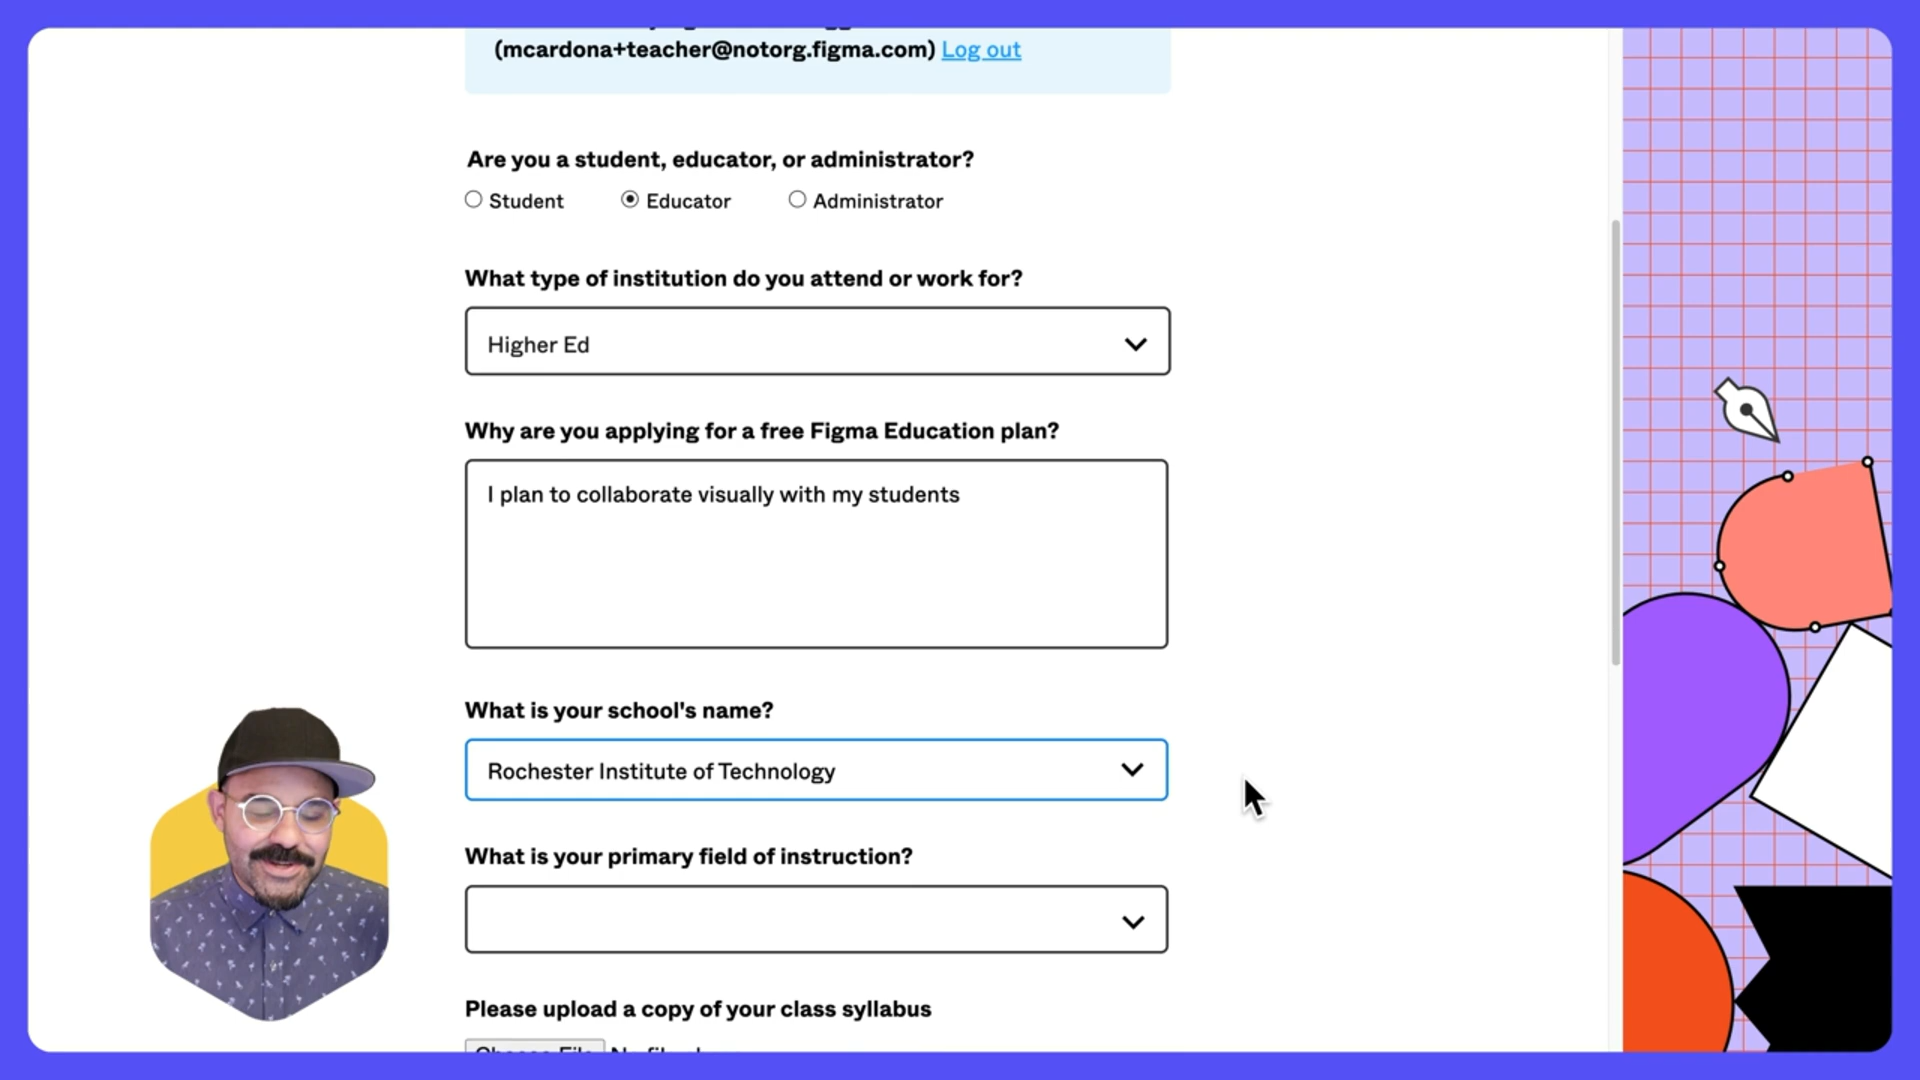 (mcardona+teacher@notorg.figma.com) Log out
Are you a student, educator, or administrator?
Student Educator Administrator
What type of institution do you attend or work for?
Higher Ed
Why are you applying for a free Figma Education plan?
I plan to collaborate visually with my students
What is your school's name?
Rochester Institute of Technology
What is your primary field of instruction?
Please upload a copy of your class syllabus
Choose File